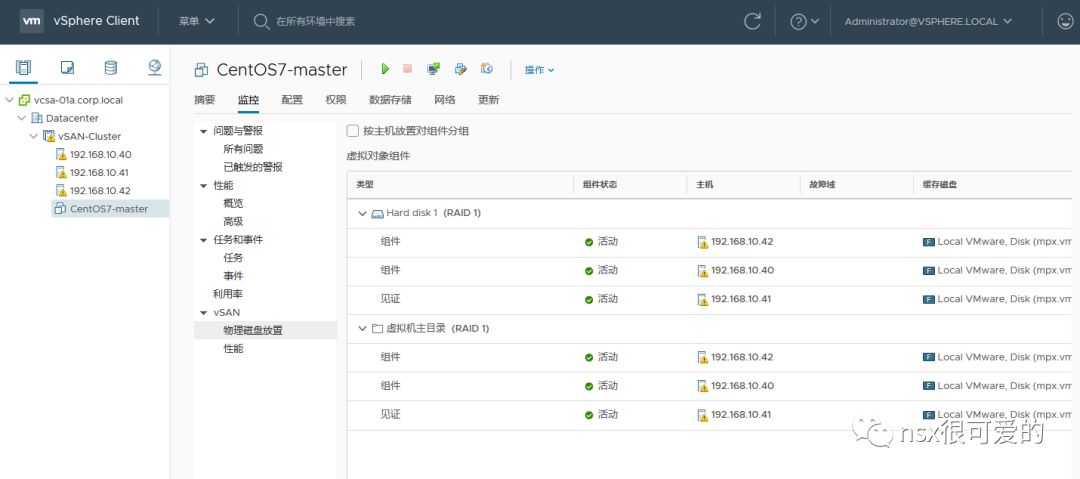 vm vSphere Client 菜单 在所有环境中搜索 Administrator@VSPHERE.LOCAL
vcsa-01a.corp.local
Datacenter
vSAN-Cluster
192.168.10.40
192.168.10.41
192.168.10.42
CentOS7-master
CentOS7-master 操作
摘要 监控 配置 权限 数据存储 网络 更新
问题与警报
所有问题
已触发的警报
性能
概览
高级
任务和事件
任务
事件
利用率
vSAN
物理磁盘放置
性能
按主机放置对组件分组
虚拟对象组件
类型 组件状态 主机 故障域 缓存磁盘
Hard disk 1 (RAID 1)
组件 活动 192.168.10.42 F Local VMware, Disk (mpx.vm
组件 活动 192.168.10.40 F Local VMware, Disk (mpx.vm
见证 活动 192.168.10.41 F Local VMware, Disk (mpx.vm
虚拟机主目录 (RAID 1)
组件 活动 192.168.10.42 F Local VMware, Disk (mpx.vm
组件 活动 192.168.10.40 F Local VMware, Disk (mpx.vm
见证 活动 192.168.10.41 F Local VMware, Disk (mpx.vm
nsx很可爱的